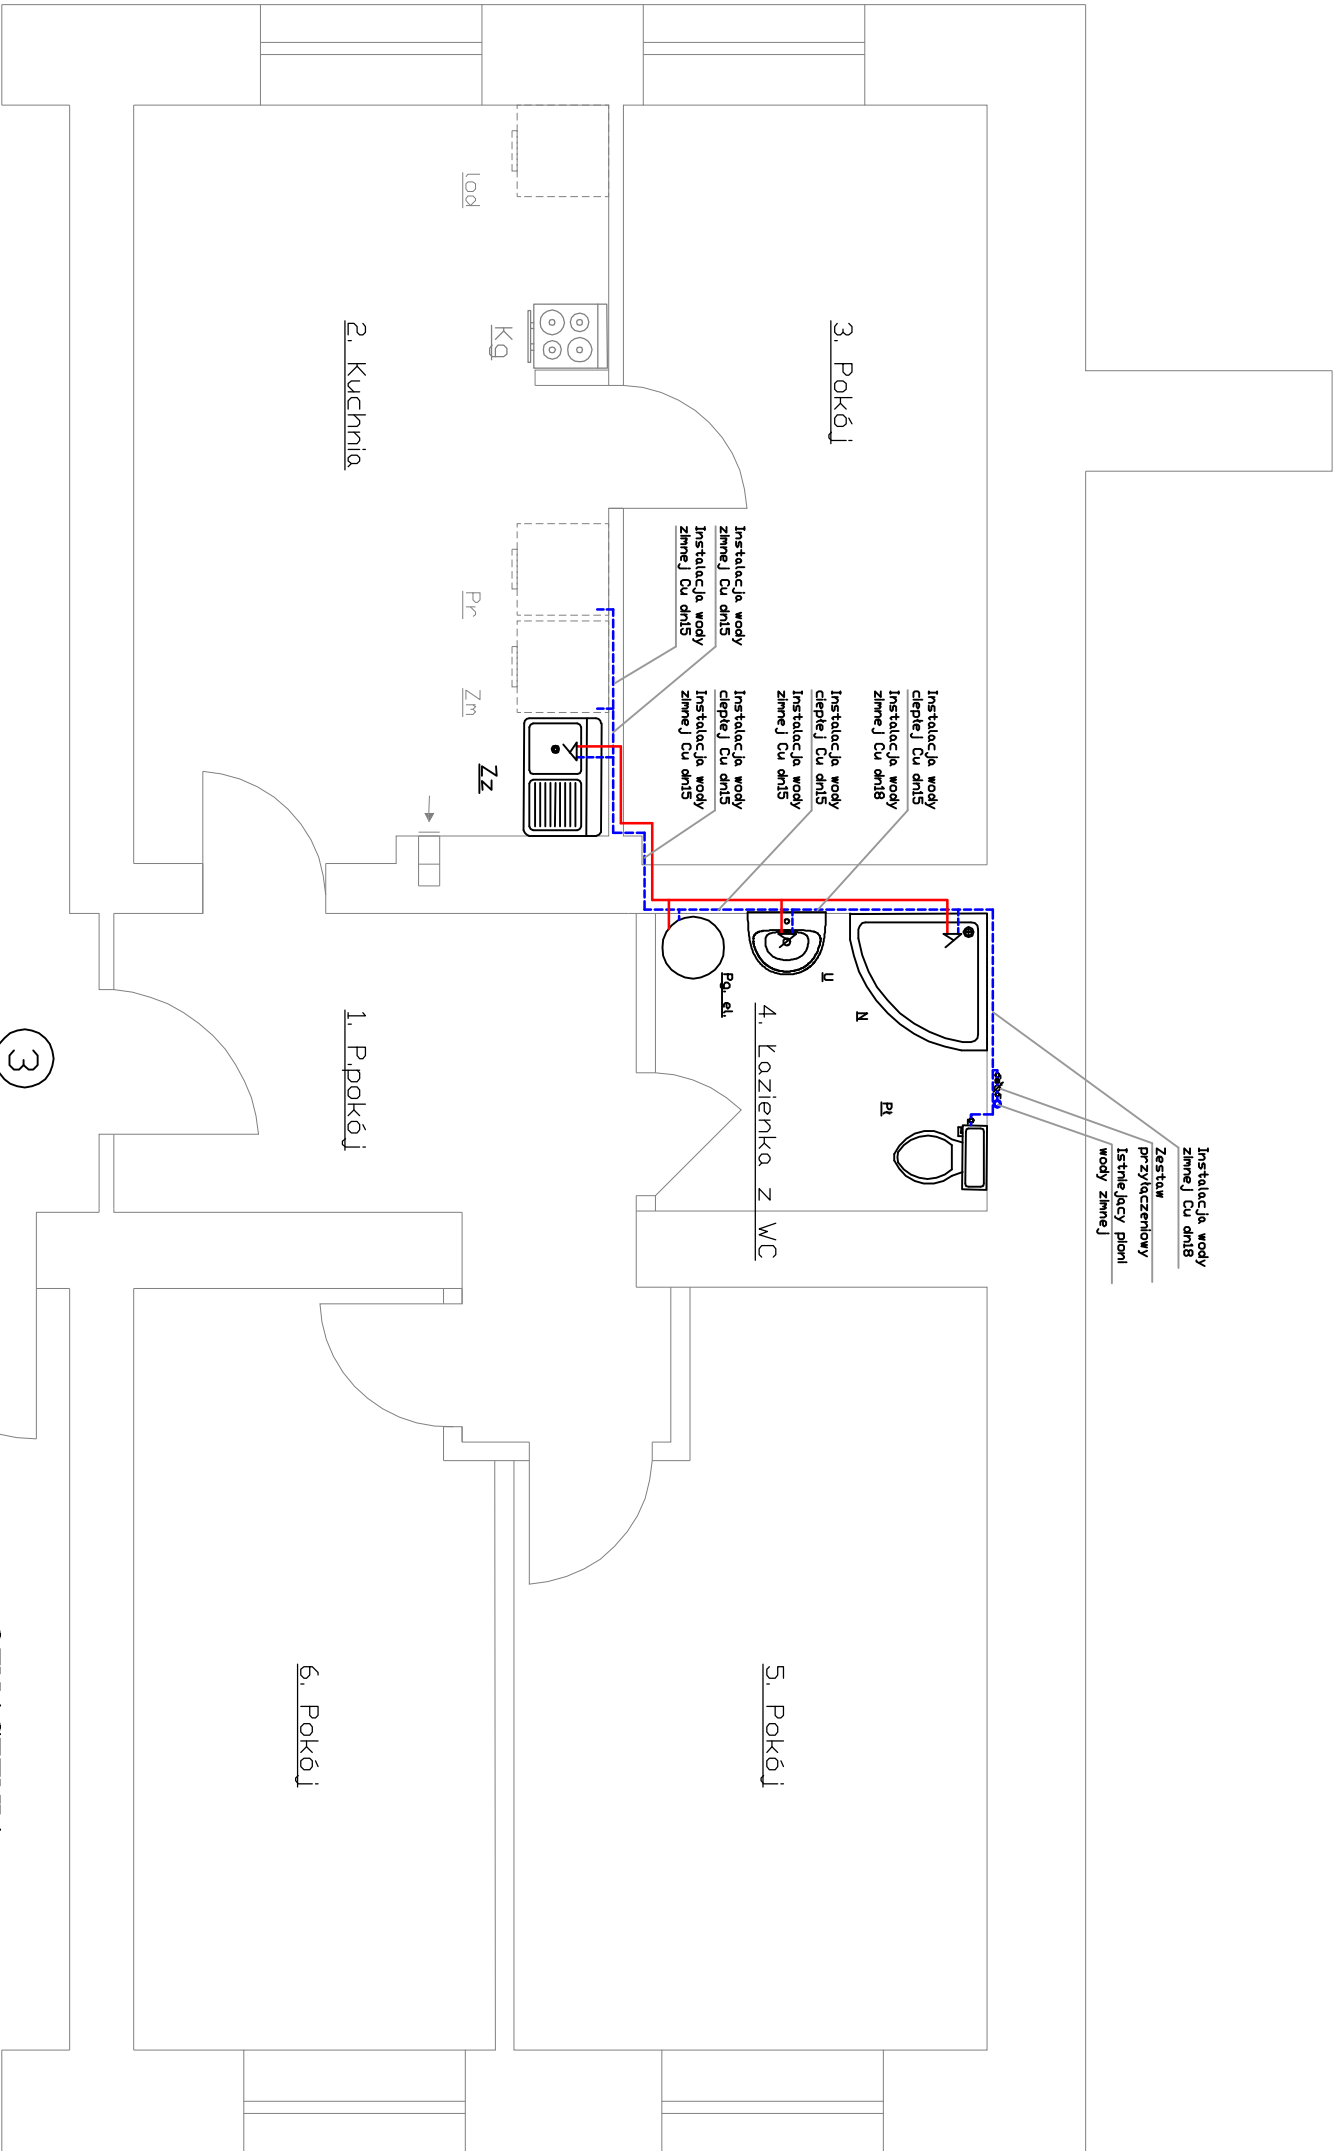 Instalacja wody
zimnej Cu dn18
Zestaw
przyłączeniowy
Istniejący pioni
wody zimnej
Instalacja wody
ciepłej Cu dn15
Instalacja wody
zimnej Cu dn18
Instalacja wody
ciepłej Cu dn15
Instalacja wody
zimnej Cu dn15
Instalacja wody
ciepłej Cu dn15
Instalacja wody
zimnej Cu dn15
Instalacja wody
zimnej Cu dn15
Instalacja wody
zimnej Cu dn15
3. Pokój
Pł
N
U
4. Łazienka z WC
5. Pokój
Pg. el.
Kg
lod
Pr
Zm
Zz
2. Kuchnia
1. P.pokój
6. Pokój
3